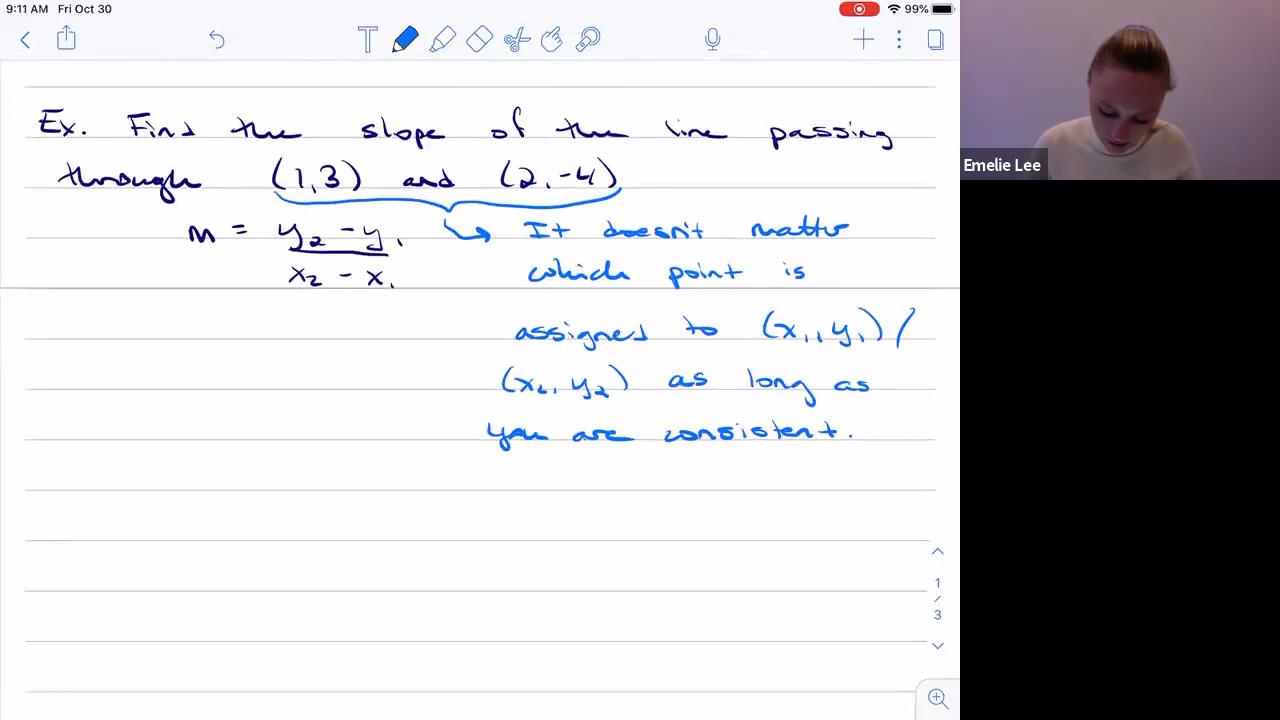 9:11 AM Fri Oct 30
99%
Ex. Find the slope of the line passing
through (1,3) and (2,-4)
m = y₂ - y₁
x₂ - x₁
It doesn't matter
which point is
assigned to (x₁, y₁) /
(x₂, y₂) as long as
you are consistent.
1
/
3
Emelie Lee